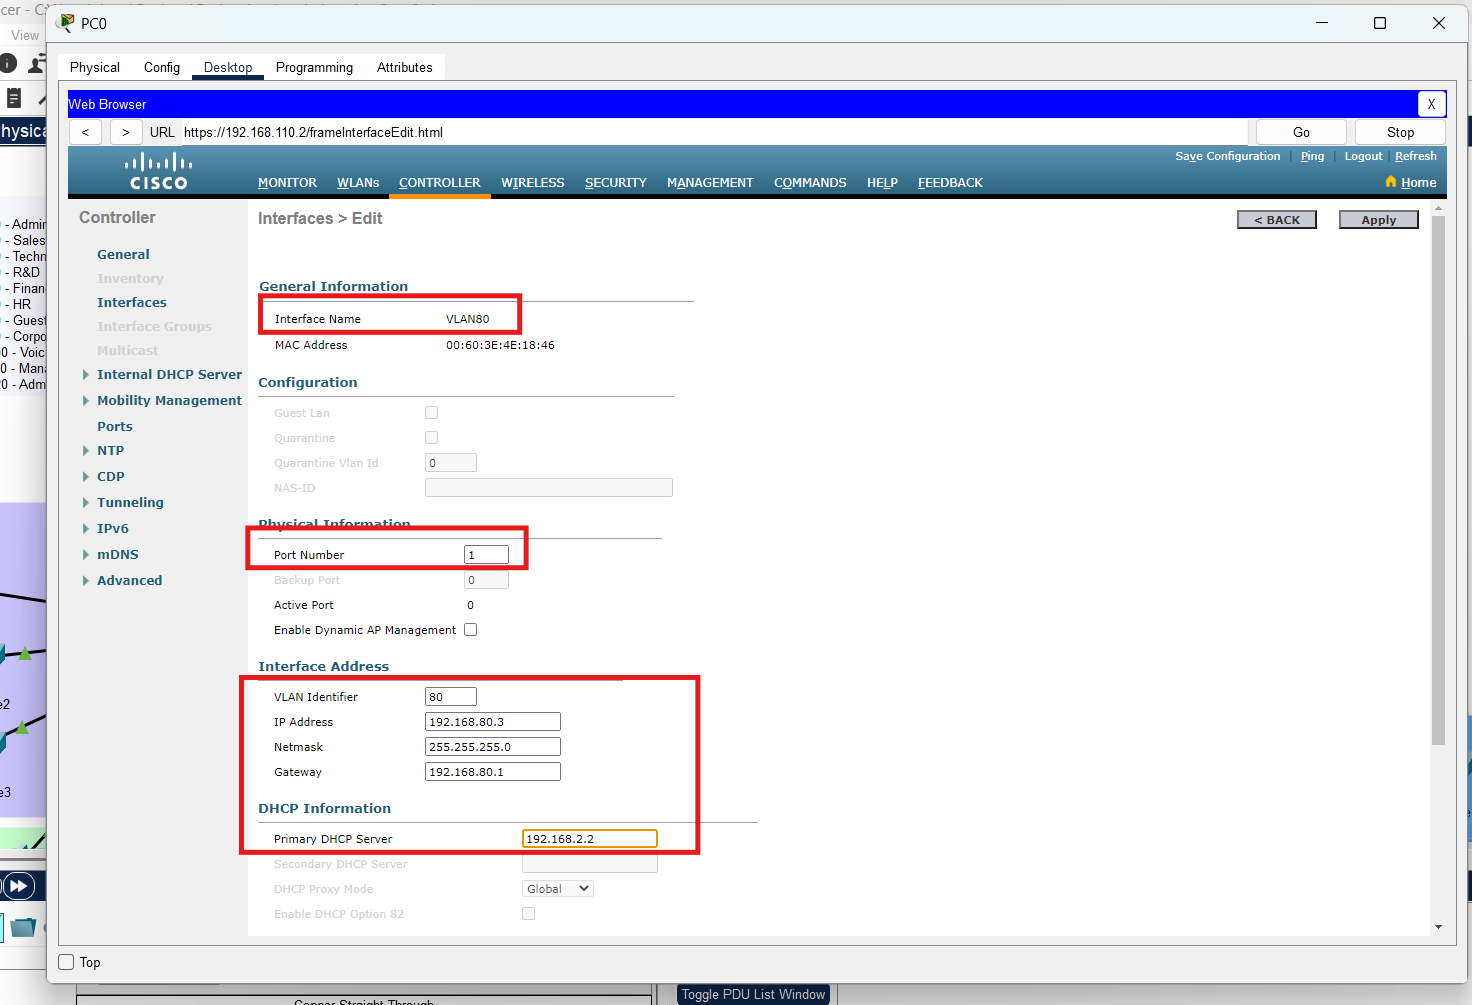 cer - C:\
PC0
View
Physical Config Desktop Programming Attributes
Web Browser
X
< > URL https://192.168.110.2/frameInterfaceEdit.html Go Stop
Save Configuration | Ping | Logout | Refresh
CISCO
MONITOR WLANs CONTROLLER WIRELESS SECURITY MANAGEMENT COMMANDS HELP FEEDBACK
Home
Controller
General
Inventory
Interfaces
Interface Groups
Multicast
Internal DHCP Server
Mobility Management
Ports
NTP
CDP
Tunneling
IPv6
mDNS
Advanced
Interfaces > Edit
< BACK
Apply
General Information
Interface Name VLAN80
MAC Address 00:60:3E:4E:18:46
Configuration
Guest Lan
Quarantine
Quarantine Vlan Id 0
NAS-ID
Physical Information
Port Number 1
Backup Port 0
Active Port 0
Enable Dynamic AP Management
Interface Address
VLAN Identifier 80
IP Address 192.168.80.3
Netmask 255.255.255.0
Gateway 192.168.80.1
DHCP Information
Primary DHCP Server 192.168.2.2
Secondary DHCP Server
DHCP Proxy Mode Global
Enable DHCP Option 82
Top
hysica
- Admin
- Sales
- Techn
- R&D
- Finan
- HR
- Guest
- Corpo
0 - Voic
0 - Mana
0 - Adm
e2
e3
Copper Straight-Through
Toggle PDU List Window